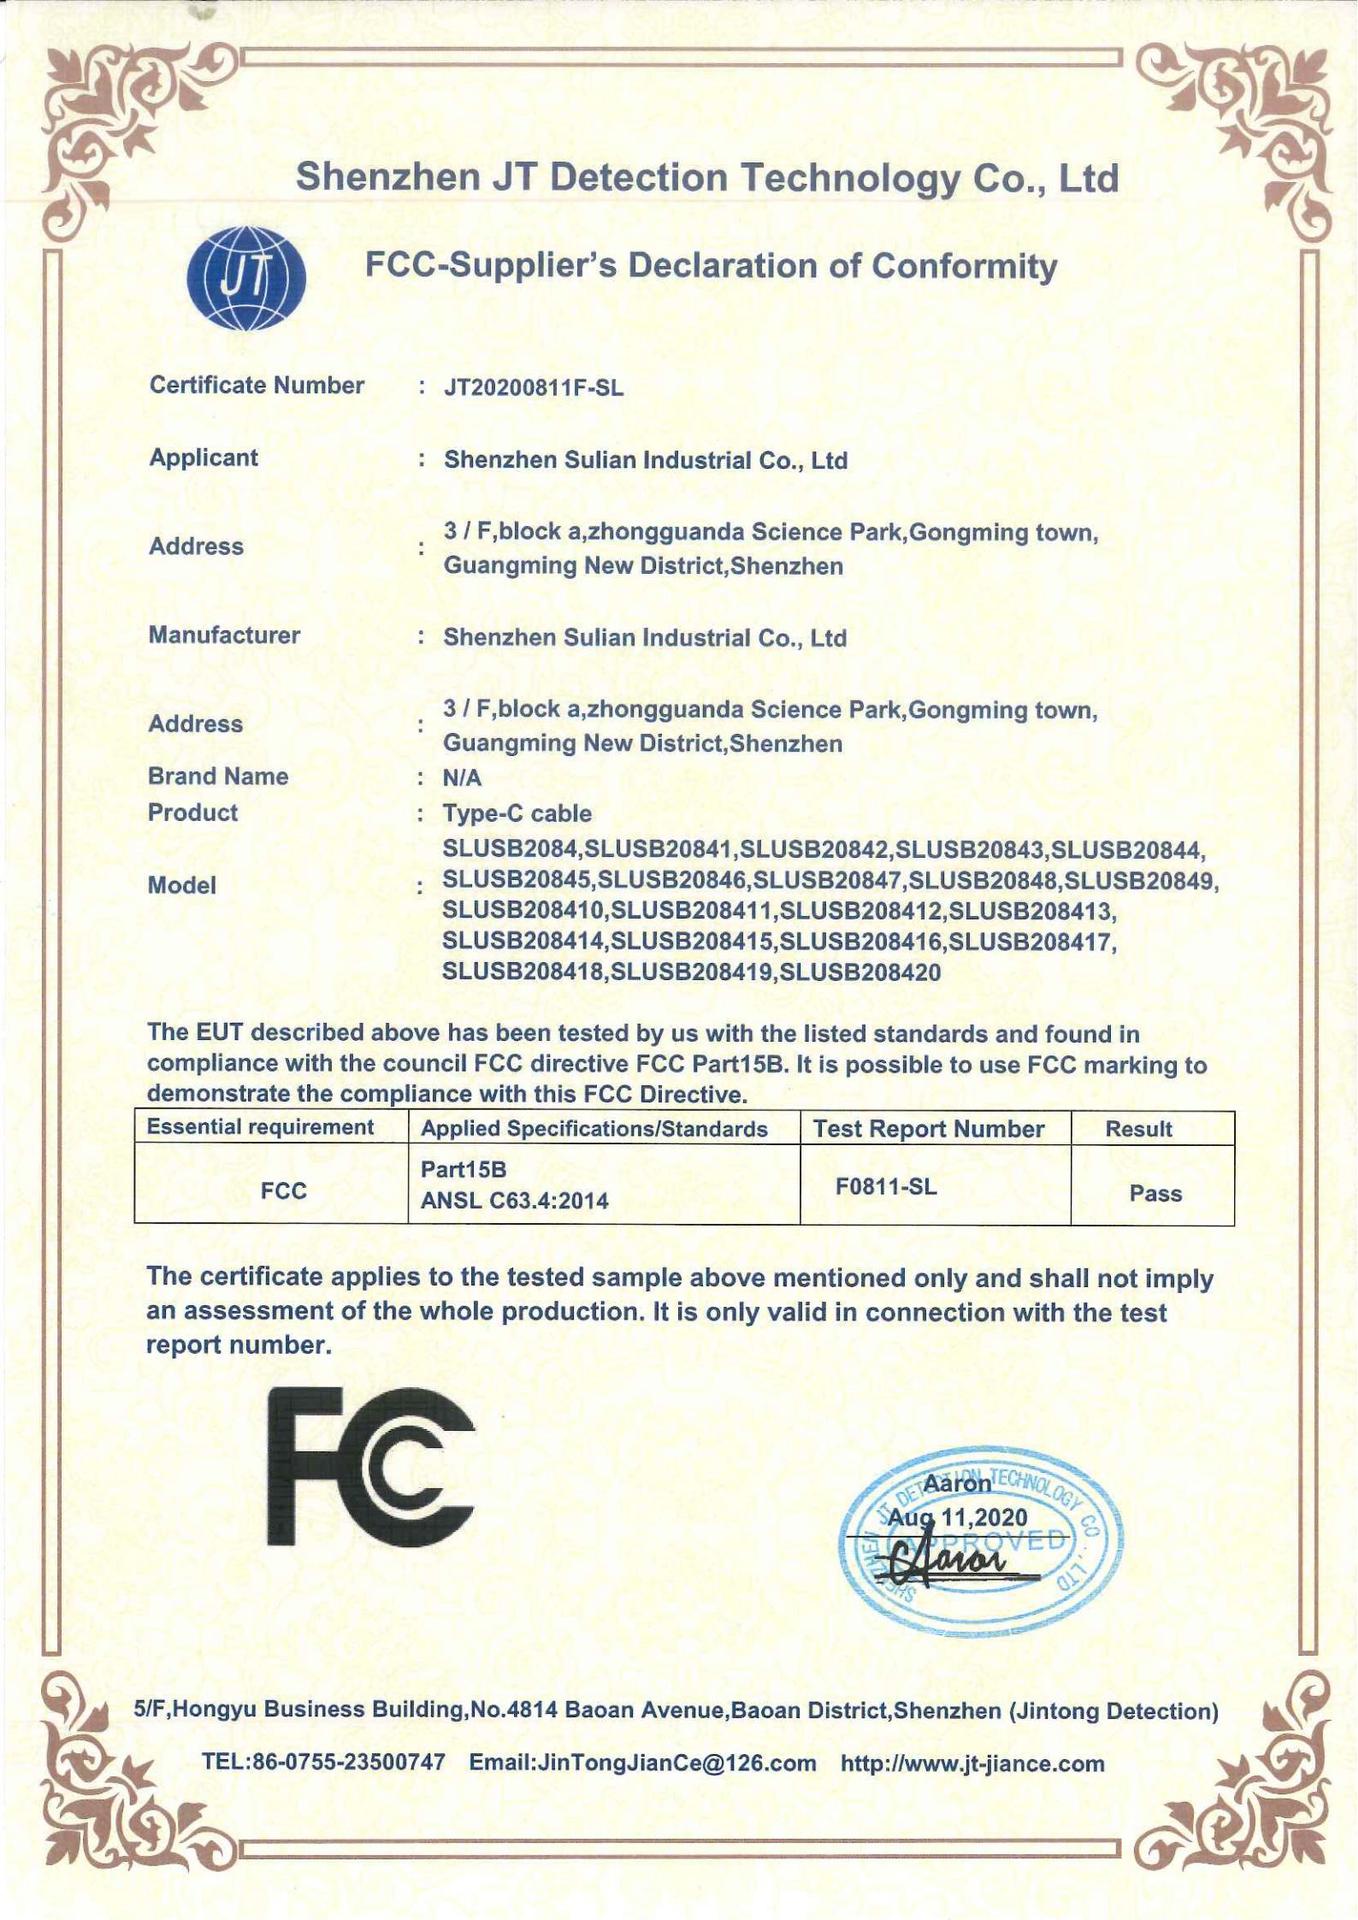 Shenzhen JT Detection Technology Co., Ltd
JT
FCC-Supplier's Declaration of Conformity
Certificate Number : JT20200811F-SL
Applicant : Shenzhen Sulian Industrial Co., Ltd
Address : 3 / F,block a,zhongguanda Science Park,Gongming town,
Guangming New District,Shenzhen
Manufacturer : Shenzhen Sulian Industrial Co., Ltd
Address : 3 / F,block a,zhongguanda Science Park,Gongming town,
Guangming New District,Shenzhen
Brand Name : N/A
Product : Type-C cable
Model : SLUSB2084,SLUSB20841,SLUSB20842,SLUSB20843,SLUSB20844,
SLUSB20845,SLUSB20846,SLUSB20847,SLUSB20848,SLUSB20849,
SLUSB208410,SLUSB208411,SLUSB208412,SLUSB208413,
SLUSB208414,SLUSB208415,SLUSB208416,SLUSB208417,
SLUSB208418,SLUSB208419,SLUSB208420
The EUT described above has been tested by us with the listed standards and found in
compliance with the council FCC directive FCC Part15B. It is possible to use FCC marking to
demonstrate the compliance with this FCC Directive.
Essential requirement Applied Specifications/Standards Test Report Number Result
FCC Part15B F0811-SL Pass
ANSL C63.4:2014
The certificate applies to the tested sample above mentioned only and shall not imply
an assessment of the whole production. It is only valid in connection with the test
report number.
FCC
SHENZHEN JT DETECTION TECHNOLOGY CO.,LTD
Aaron
Aug 11,2020
APPROVED
Aaron
5/F,Hongyu Business Building,No.4814 Baoan Avenue,Baoan District,Shenzhen (Jintong Detection)
TEL:86-0755-23500747 Email:JinTongJianCe@126.com http://www.jt-jiance.com